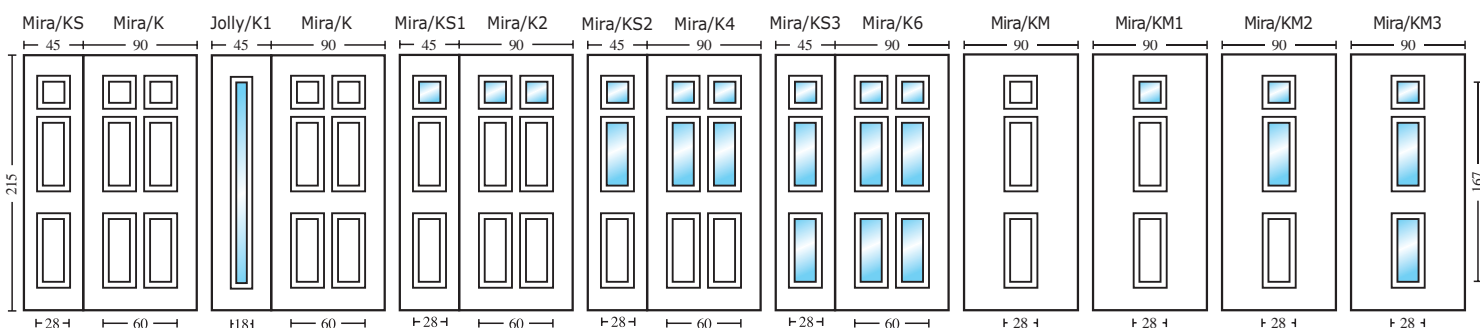 Mira/KS Mira/K Jolly/K1 Mira/K Mira/KS1 Mira/K2 Mira/KS2 Mira/K4 Mira/KS3 Mira/K6 Mira/KM Mira/KM1 Mira/KM2 Mira/KM3
45 90 45 90 45 90 45 90 45 90 90 90 90 90
215
167
28 60 18 60 28 60 28 60 28 60 28 28 28 28